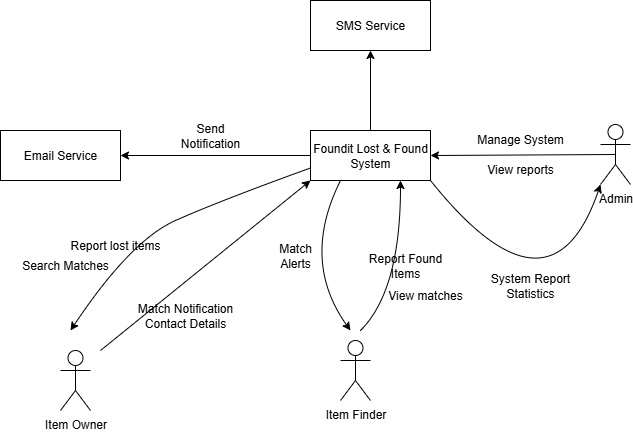 SMS Service
Send
Notification
Email Service
Foundit Lost & Found
System
Manage System
View reports
Admin
Report lost items
Search Matches
Match
Alerts
Report Found
Items
View matches
System Report
Statistics
Match Notification
Contact Details
Item Owner
Item Finder